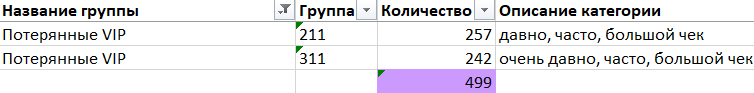 Название группы Группа Количество Описание категории
Потерянные VIP 211 257 давно, часто, большой чек
Потерянные VIP 311 242 очень давно, часто, большой чек
499